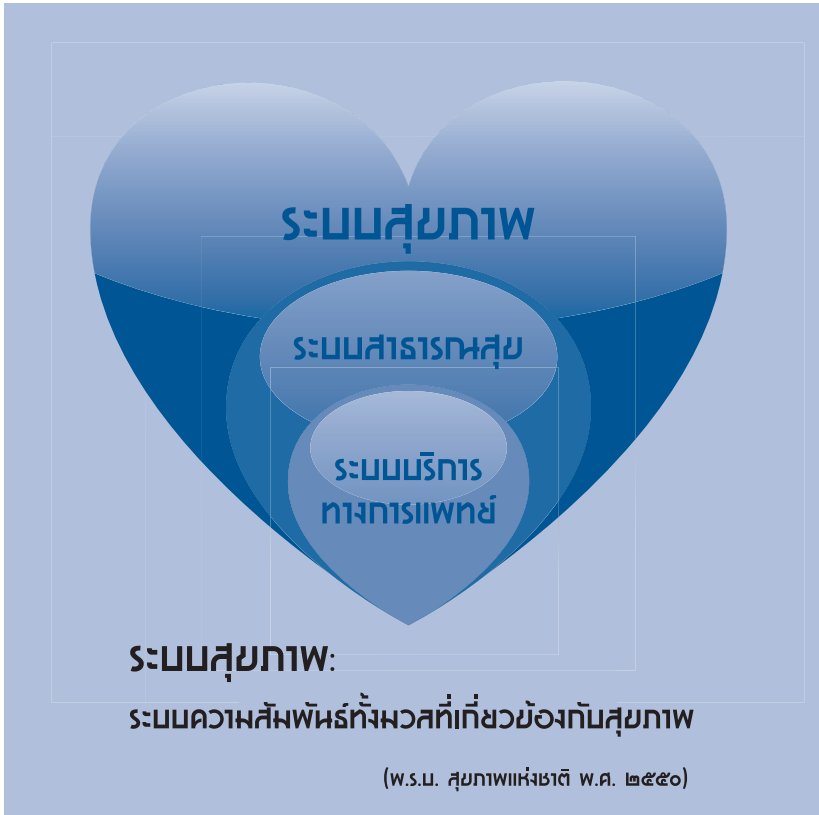 ระบบสุขภาพ
ระบบสาธารณสุข
ระบบบริการ
ทางการแพทย์
ระบบสุขภาพ:
ระบบความสัมพันธ์ทั้งมวลที่เกี่ยวข้องกับสุขภาพ
(พ.ร.บ. สุขภาพแห่งชาติ พ.ศ. ๒๕๕๐)